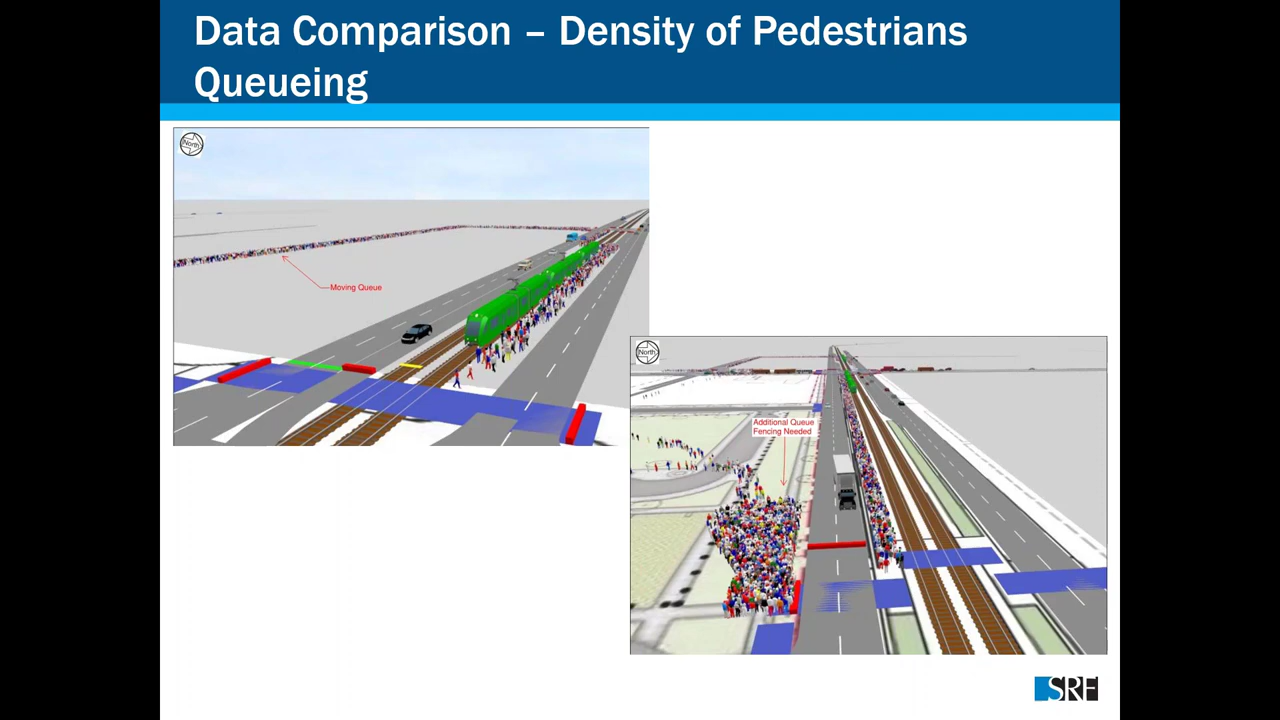 Data Comparison – Density of Pedestrians
Queueing
North
Moving Queue
North
Additional Queue
Fencing Needed
SRF